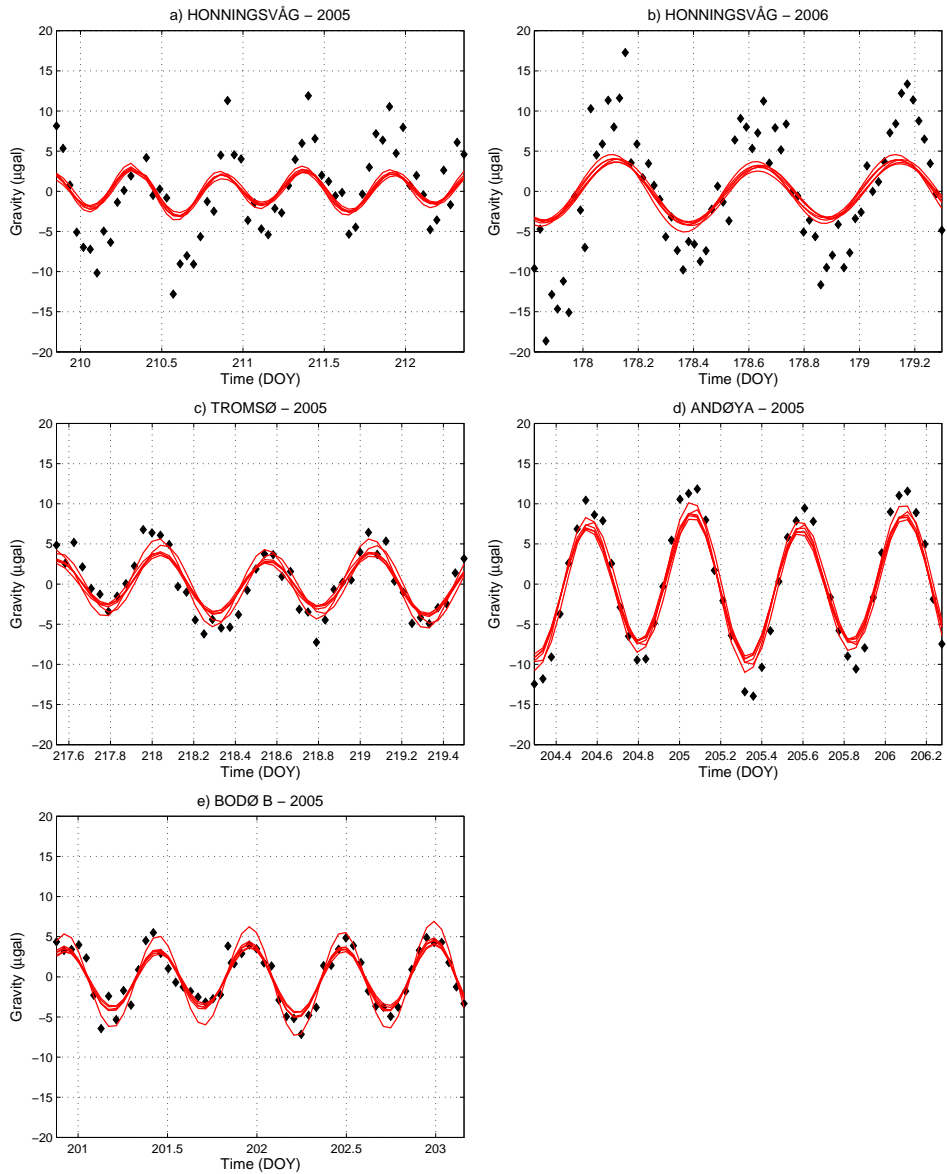 a) HONNINGSVÅG − 2005
20
15
10
5
0
−5
−10
−15
−20
Gravity (µgal)
210 210.5 211 211.5 212
Time (DOY)
b) HONNINGSVÅG − 2006
20
15
10
5
0
−5
−10
−15
−20
Gravity (µgal)
178 178.2 178.4 178.6 178.8 179 179.2
Time (DOY)
c) TROMSØ − 2005
20
15
10
5
0
−5
−10
−15
−20
Gravity (µgal)
217.6 217.8 218 218.2 218.4 218.6 218.8 219 219.2 219.4
Time (DOY)
d) ANDØYA − 2005
20
15
10
5
0
−5
−10
−15
−20
Gravity (µgal)
204.4 204.6 204.8 205 205.2 205.4 205.6 205.8 206 206.2
Time (DOY)
e) BODØ B − 2005
20
15
10
5
0
−5
−10
−15
−20
Gravity (µgal)
201 201.5 202 202.5 203
Time (DOY)